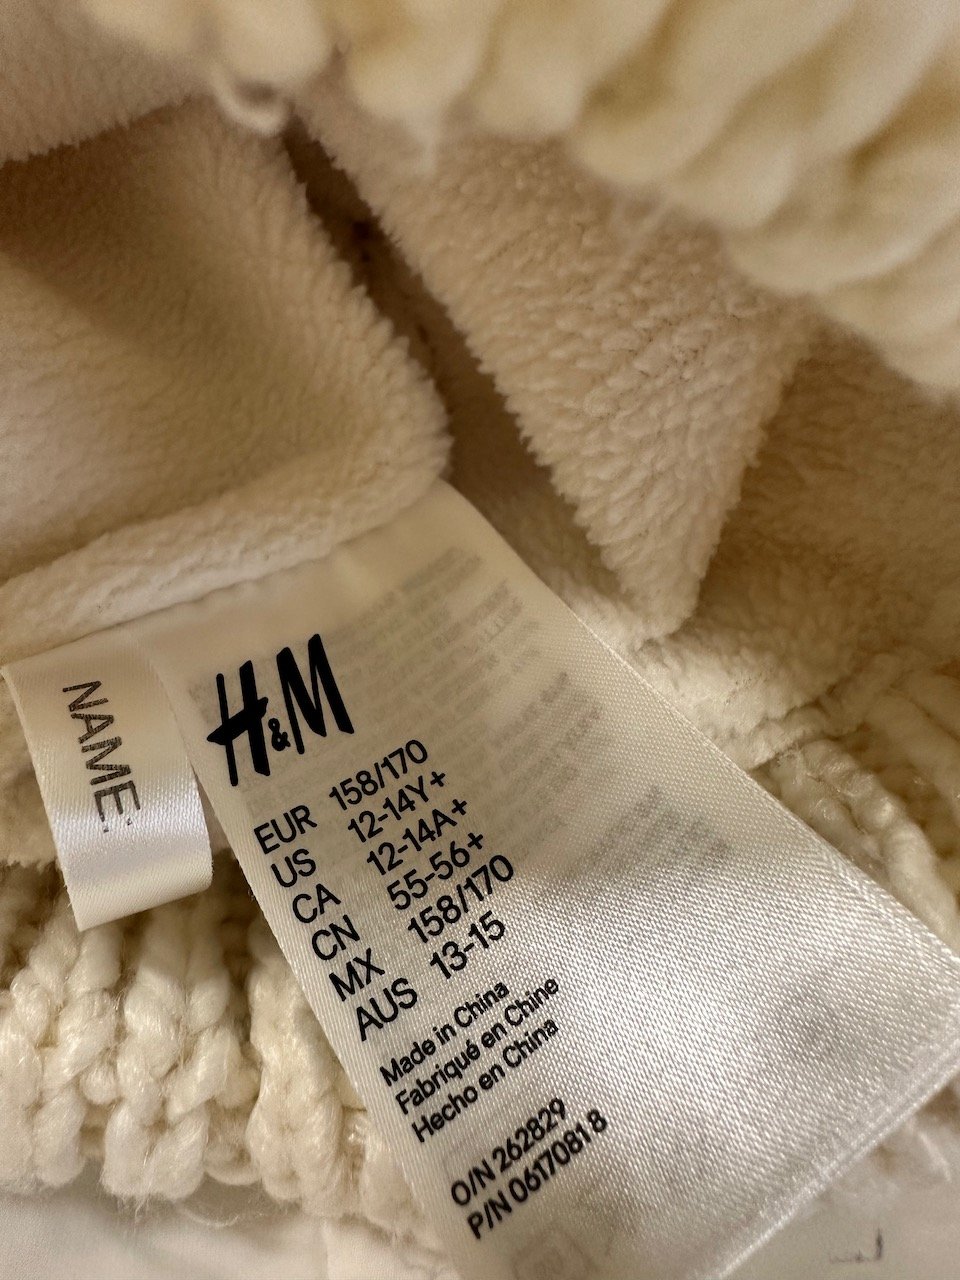 NAME:
H&M
EUR 158/170
US 12-14Y+
CA 12-14A+
CN 55-56+
MX 158/170
AUS 13-15
Made in China
Fabriqué en Chine
Hecho en China
O/N 262829
P/N 06170818